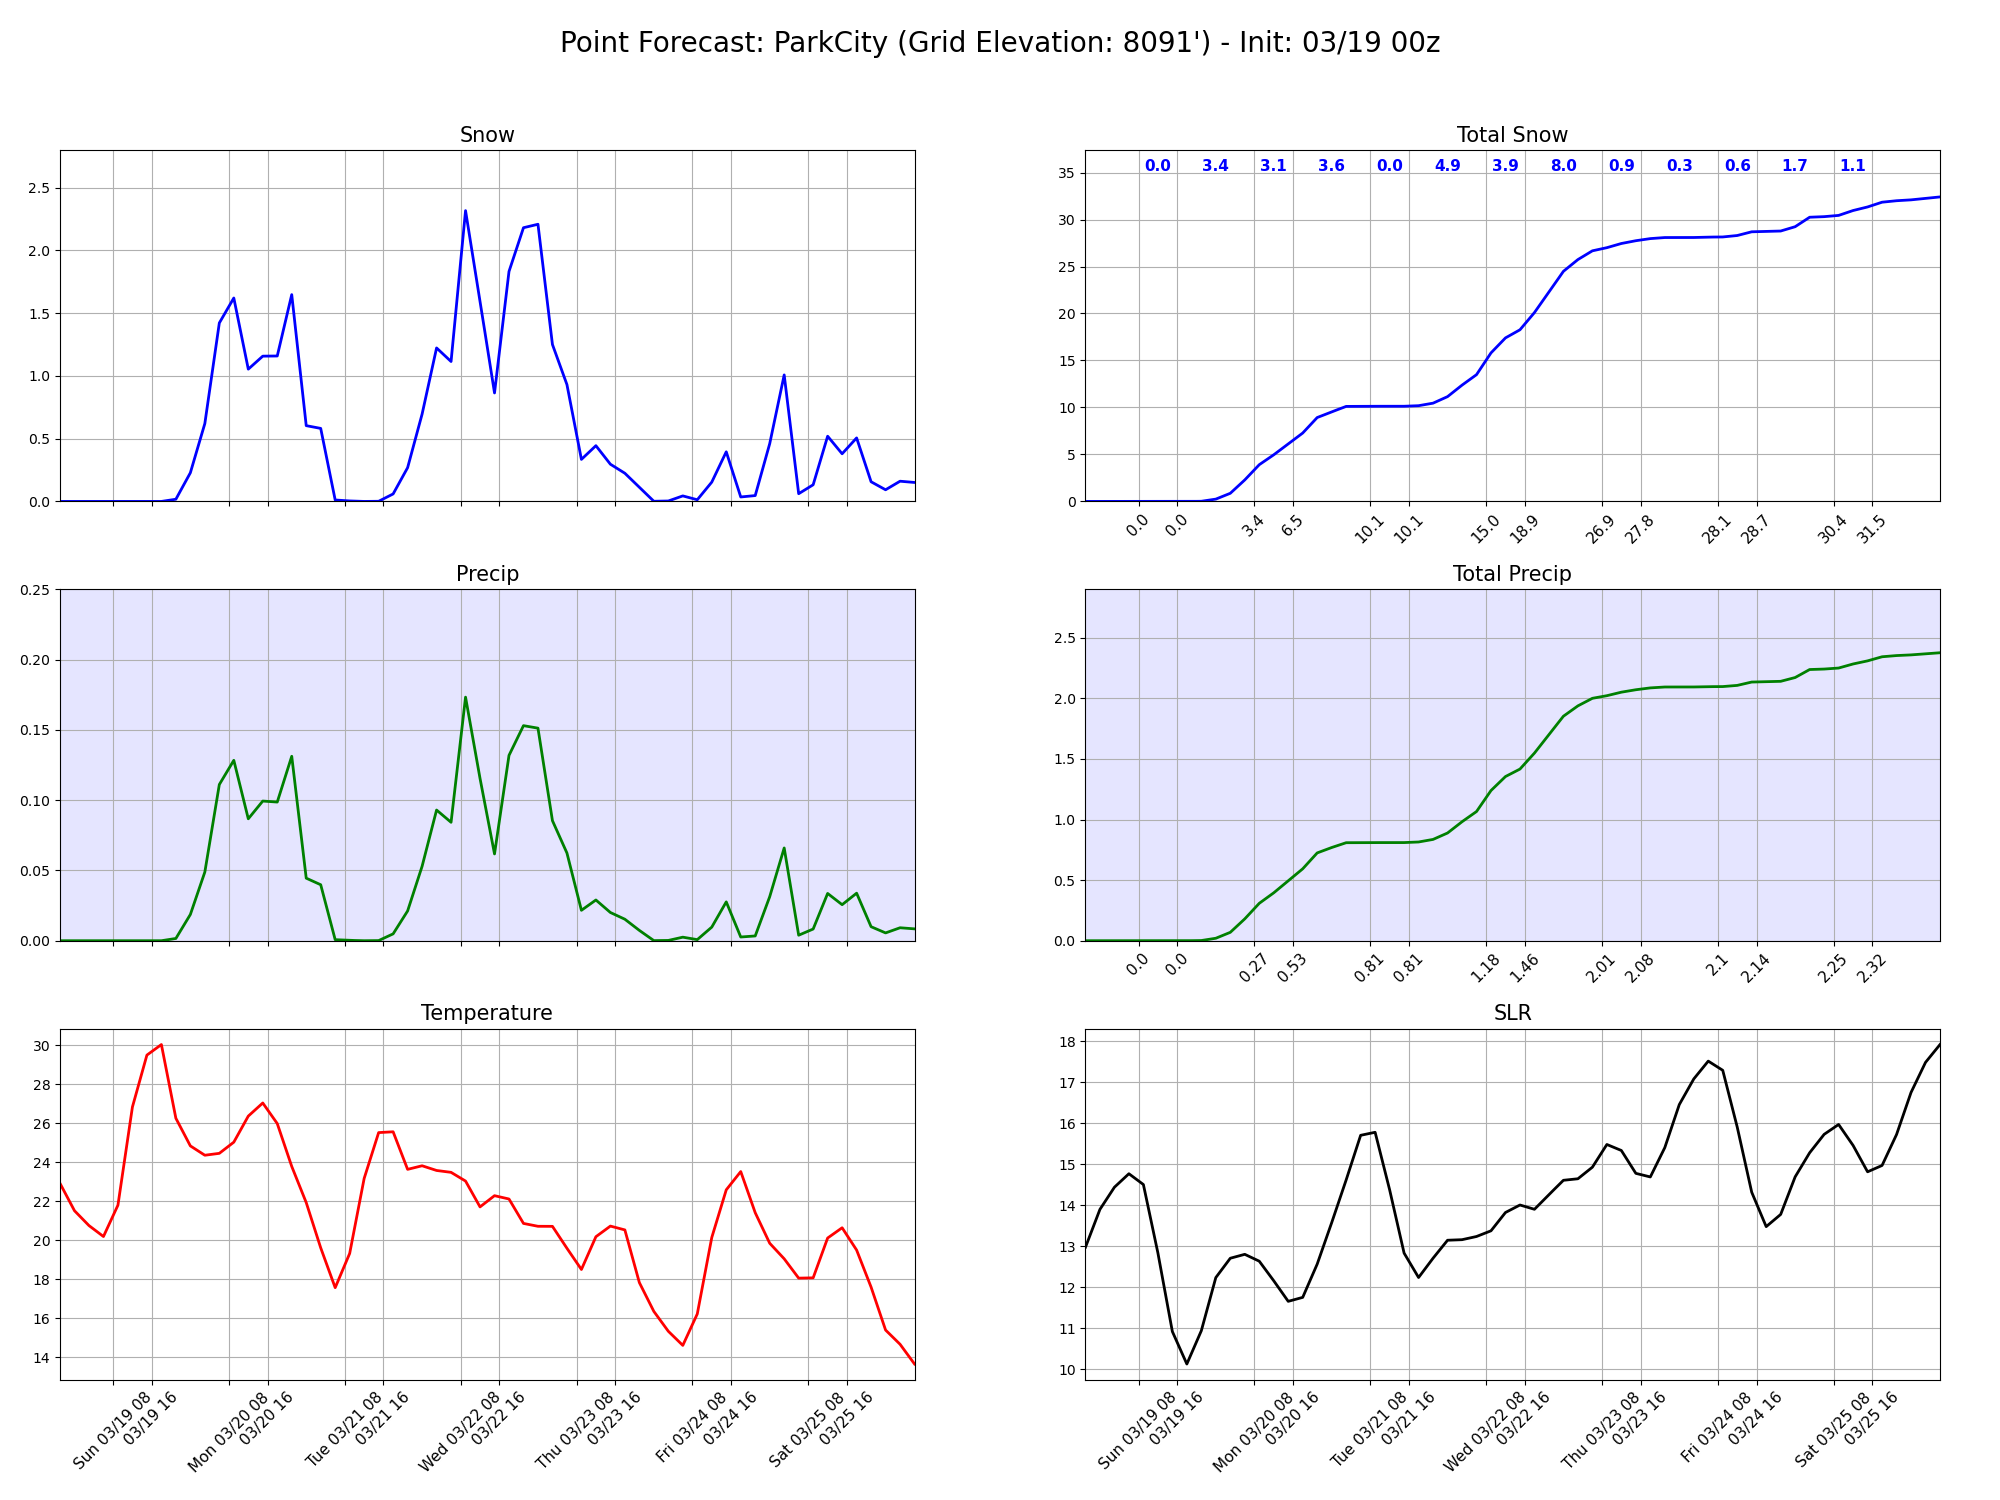 Point Forecast: ParkCity (Grid Elevation: 8091') - Init: 03/19 00z
Snow
2.5
2.0
1.5
1.0
0.5
0.0
Total Snow
0.0 3.4 3.1 3.6 0.0 4.9 3.9 8.0 0.9 0.3 0.6 1.7 1.1
35
30
25
20
15
10
5
0
0.0 0.0 3.4 6.5 10.1 10.1 15.0 18.9 26.9 27.8 28.1 28.7 30.4 31.5
Precip
0.25
0.20
0.15
0.10
0.05
0.00
Total Precip
2.5
2.0
1.5
1.0
0.5
0.0
0.0 0.0 0.27 0.53 0.81 0.81 1.18 1.46 2.01 2.08 2.1 2.14 2.25 2.32
Temperature
30
28
26
24
22
20
18
16
14
Sun 03/19 08
03/19 16
Mon 03/20 08
03/20 16
Tue 03/21 08
03/21 16
Wed 03/22 08
03/22 16
Thu 03/23 08
03/23 16
Fri 03/24 08
03/24 16
Sat 03/25 08
03/25 16
SLR
18
17
16
15
14
13
12
11
10
Sun 03/19 08
03/19 16
Mon 03/20 08
03/20 16
Tue 03/21 08
03/21 16
Wed 03/22 08
03/22 16
Thu 03/23 08
03/23 16
Fri 03/24 08
03/24 16
Sat 03/25 08
03/25 16